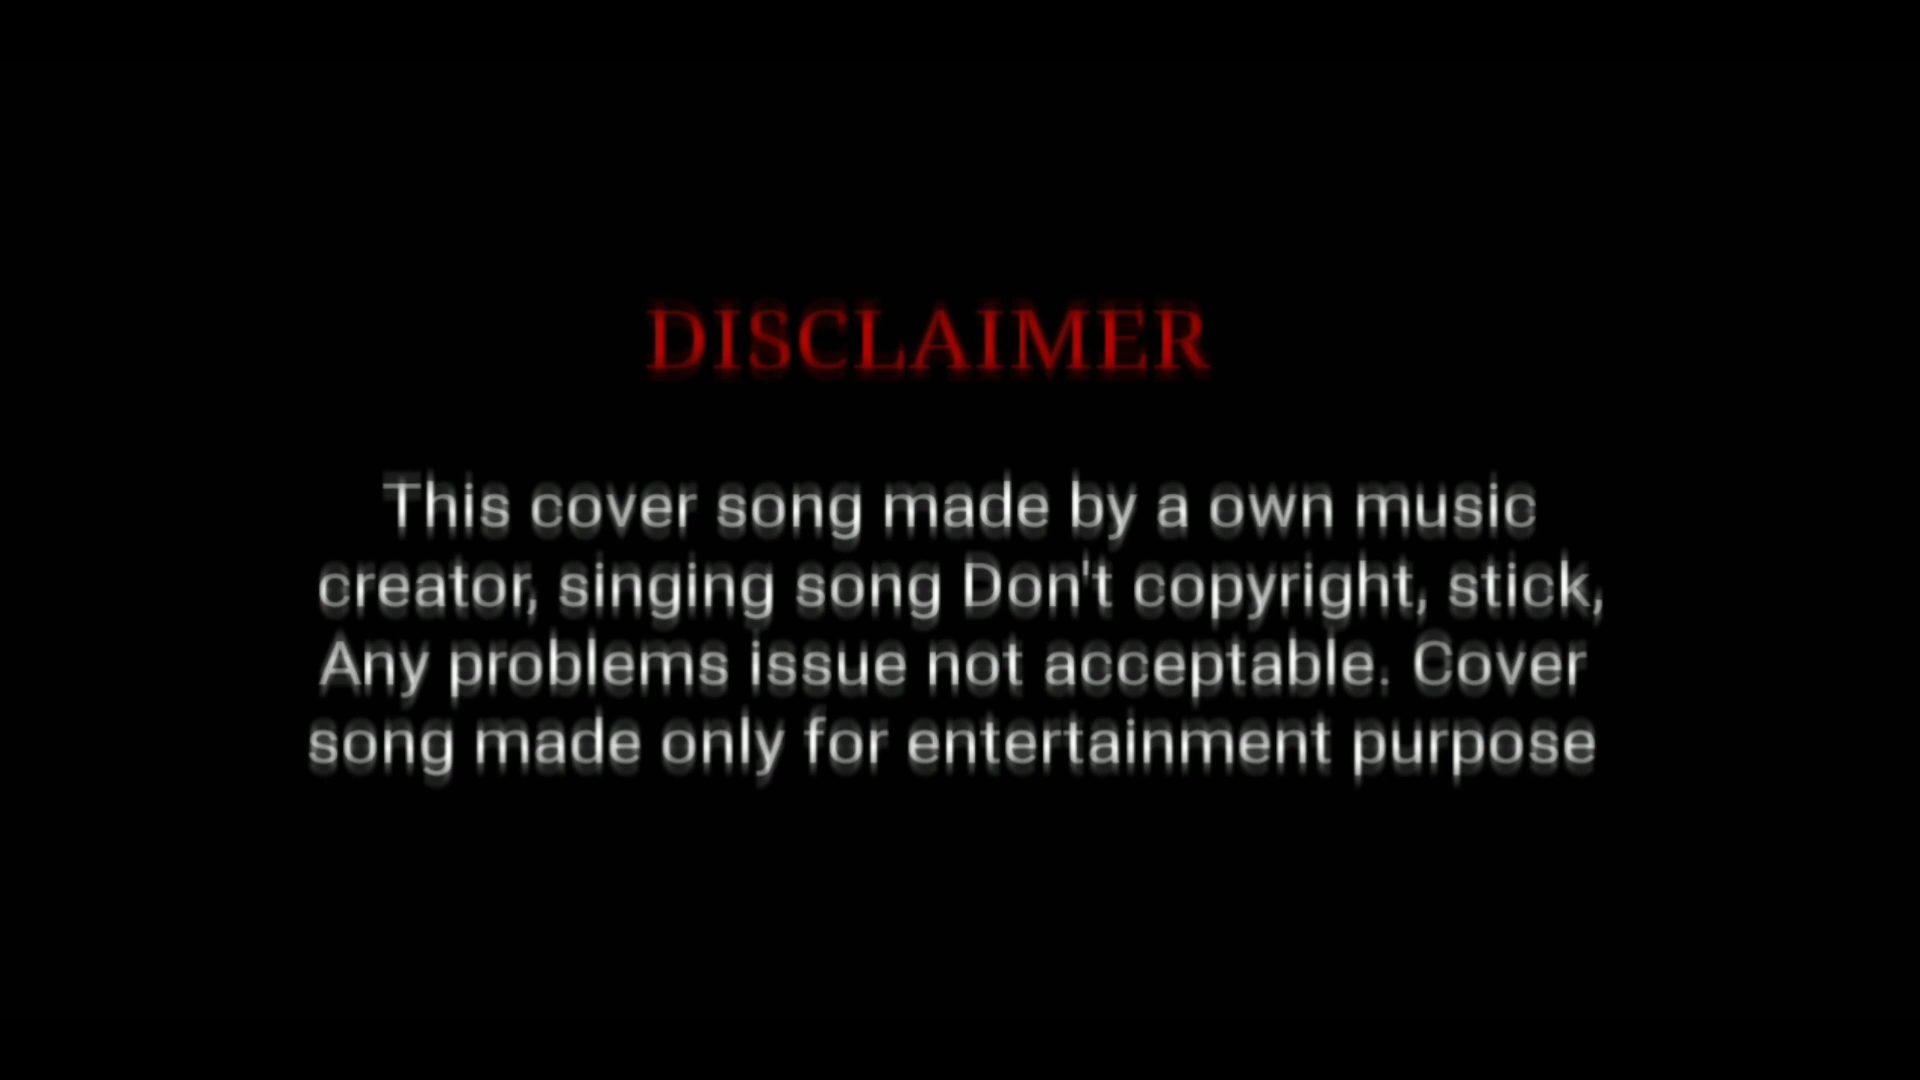 DISCLAIMER
This cover song made by a own music
creator, singing song Don't copyright, stick,
Any problems issue not acceptable. Cover
song made only for entertainment purpose